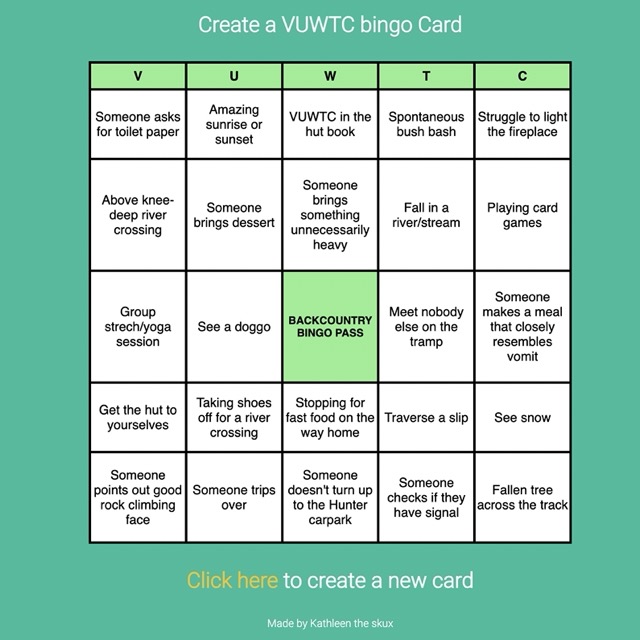 Create a VUWTC bingo Card
V U W T C
Someone asks
for toilet paper
Amazing
sunrise or
sunset
VUWTC in the
hut book
Spontaneous
bush bash
Struggle to light
the fireplace
Above knee-
deep river
crossing
Someone
brings dessert
Someone
brings
something
unnecessarily
heavy
Fall in a
river/stream
Playing card
games
Group
strech/yoga
session
See a doggo
BACKCOUNTRY
BINGO PASS
Meet nobody
else on the
tramp
Someone
makes a meal
that closely
resembles
vomit
Get the hut to
yourselves
Taking shoes
off for a river
crossing
Stopping for
fast food on the
way home
Traverse a slip
See snow
Someone
points out good
rock climbing
face
Someone trips
over
Someone
doesn't turn up
to the Hunter
carpark
Someone
checks if they
have signal
Fallen tree
across the track
Click here to create a new card
Made by Kathleen the skux